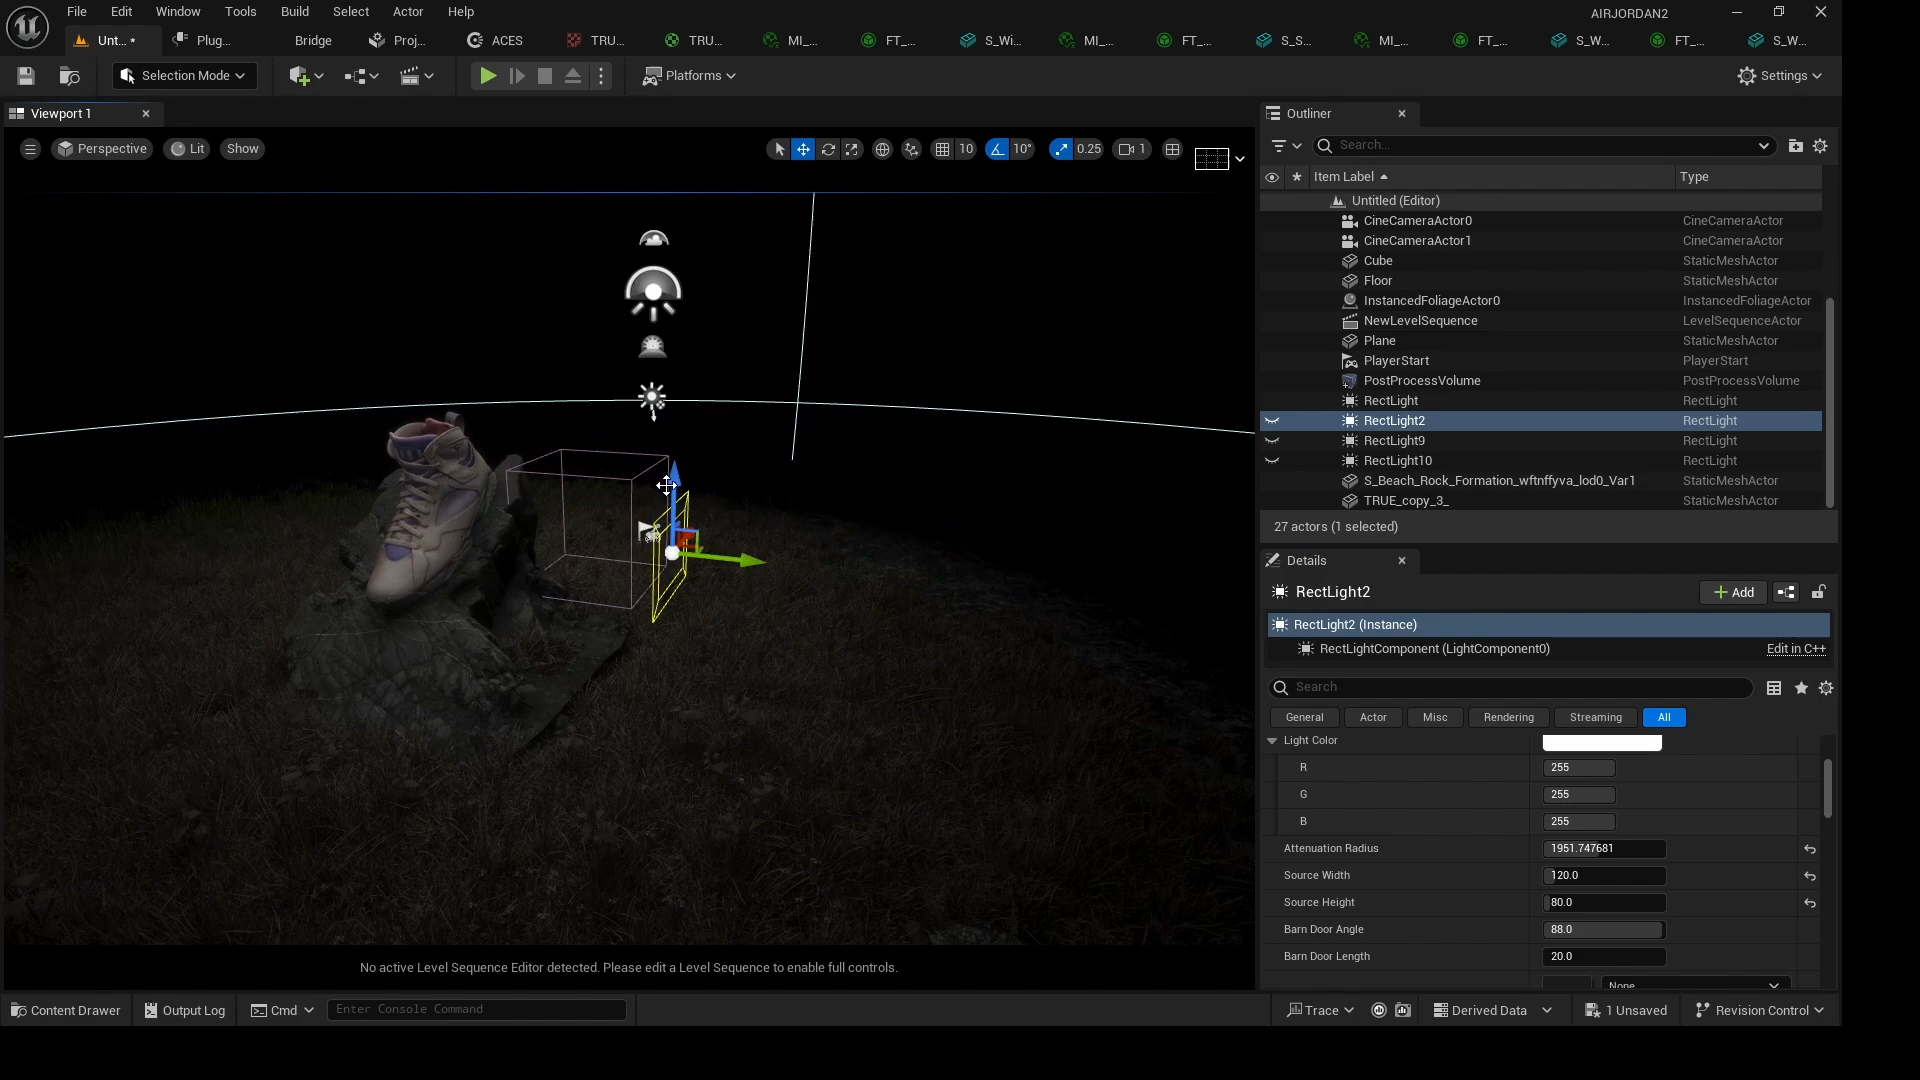 File Edit Window Tools Build Select Actor Help
AIRJORDAN2
Unt... * Plug... Bridge Proj... ACES TRU... TRU... MI_... FT_... S_Wi... MI_... FT_... S_S... MI_... FT_... S_W... FT_... S_W...
Selection Mode Platforms Settings
Viewport 1
Perspective Lit Show 10 10° 0.25 1
Outliner
Search...
Item Label Type
Untitled (Editor)
CineCameraActor0 CineCameraActor
CineCameraActor1 CineCameraActor
Cube StaticMeshActor
Floor StaticMeshActor
InstancedFoliageActor0 InstancedFoliageActor
NewLevelSequence LevelSequenceActor
Plane StaticMeshActor
PlayerStart PlayerStart
PostProcessVolume PostProcessVolume
RectLight RectLight
RectLight2 RectLight
RectLight9 RectLight
RectLight10 RectLight
S_Beach_Rock_Formation_wftnffyva_lod0_Var1 StaticMeshActor
TRUE_copy_3_ StaticMeshActor
27 actors (1 selected)
Details
RectLight2 Add
RectLight2 (Instance)
RectLightComponent (LightComponent0) Edit in C++
Search
General Actor Misc Rendering Streaming All
Light Color
R 255
G 255
B 255
Attenuation Radius 1951.747681
Source Width 120.0
Source Height 80.0
Barn Door Angle 88.0
Barn Door Length 20.0
None
No active Level Sequence Editor detected. Please edit a Level Sequence to enable full controls.
Content Drawer Output Log Cmd Enter Console Command Trace Derived Data 1 Unsaved Revision Control